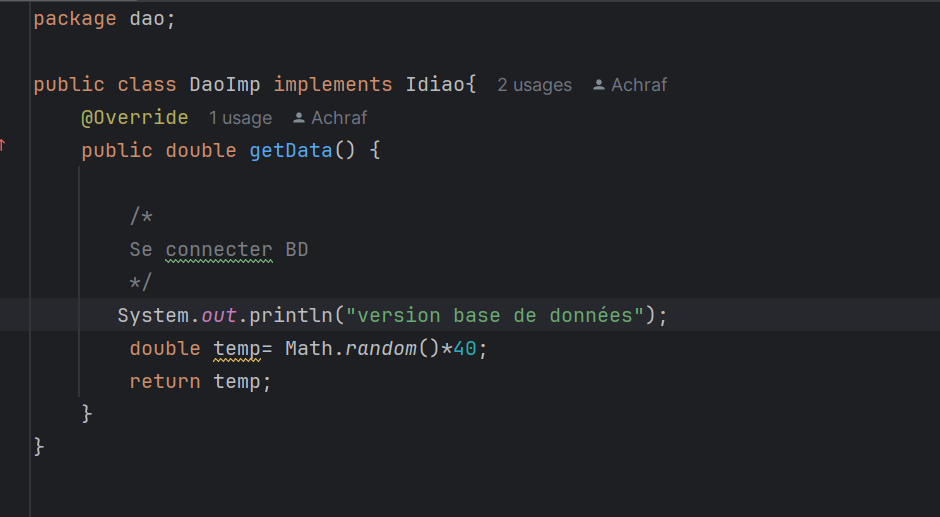 package dao;
public class DaoImp implements Idiao{ 2 usages Achraf
@Override 1 usage Achraf
public double getData() {
/*
Se connecter BD
*/
System.out.println("version base de données");
double temp= Math.random()*40;
return temp;
}
}